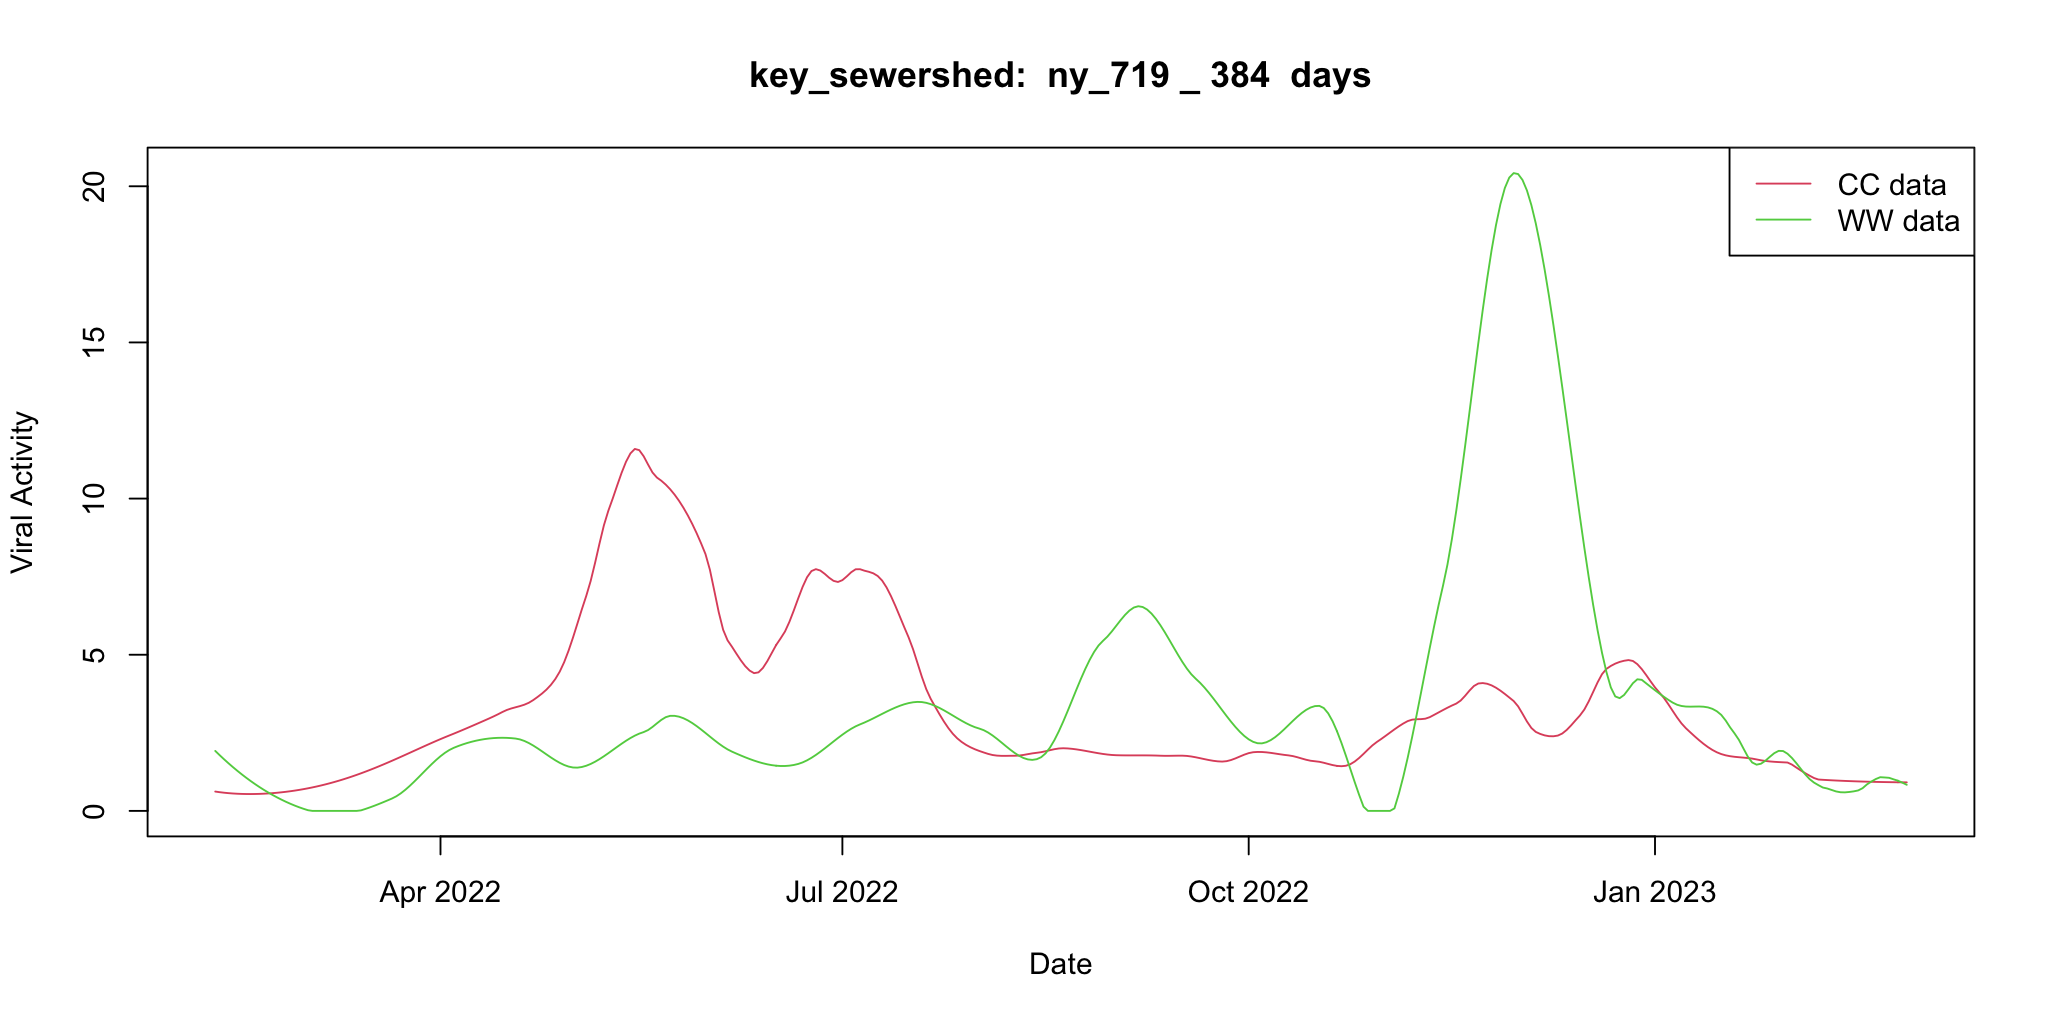 key_sewershed:  ny_719 _ 384  days
CC data
WW data
20
15
10
5
0
Viral Activity
Apr 2022
Jul 2022
Oct 2022
Jan 2023
Date